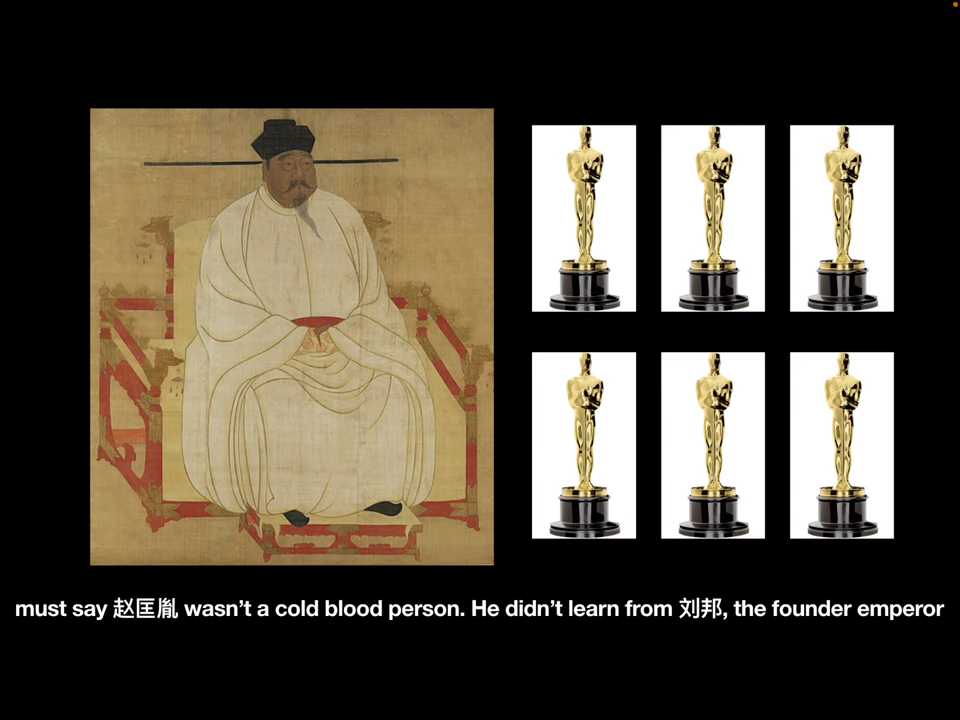 must say 赵匡胤 wasn’t a cold blood person. He didn’t learn from 刘邦, the founder emperor